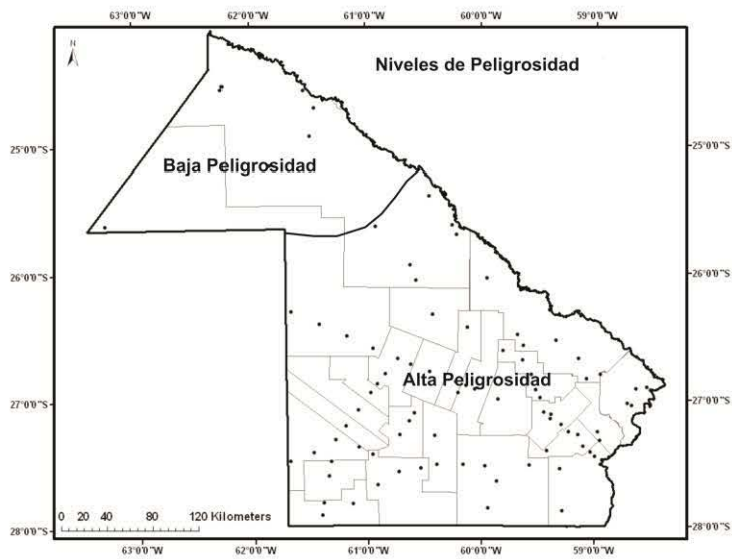 63°0'0"W 62°0'0"W 61°0'0"W 60°0'0"W 59°0'0"W
N
Niveles de Peligrosidad
25°0'0"S 25°0'0"S
Baja Peligrosidad
26°0'0"S 26°0'0"S
Alta Peligrosidad
27°0'0"S 27°0'0"S
0 20 40 80 120 Kilometers
28°0'0"S 28°0'0"S
63°0'0"W 62°0'0"W 61°0'0"W 60°0'0"W 59°0'0"W